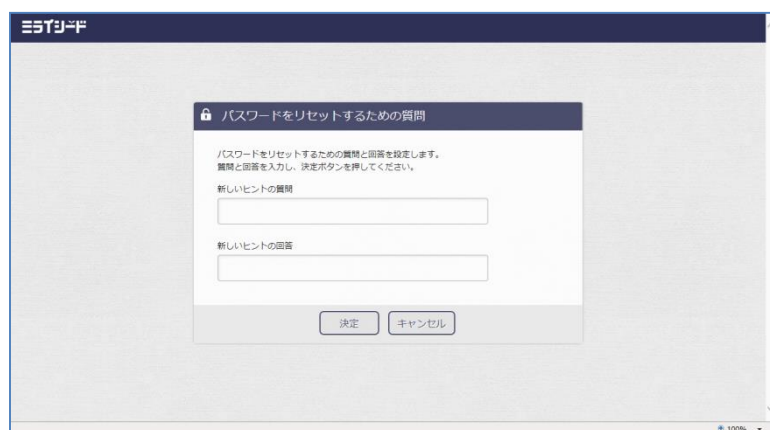 ミライシード
パスワードをリセットするための質問
パスワードをリセットするための質問と回答を設定します。
質問と回答を入力し、決定ボタンを押してください。
新しいヒントの質問
新しいヒントの回答
決定 キャンセル
100%